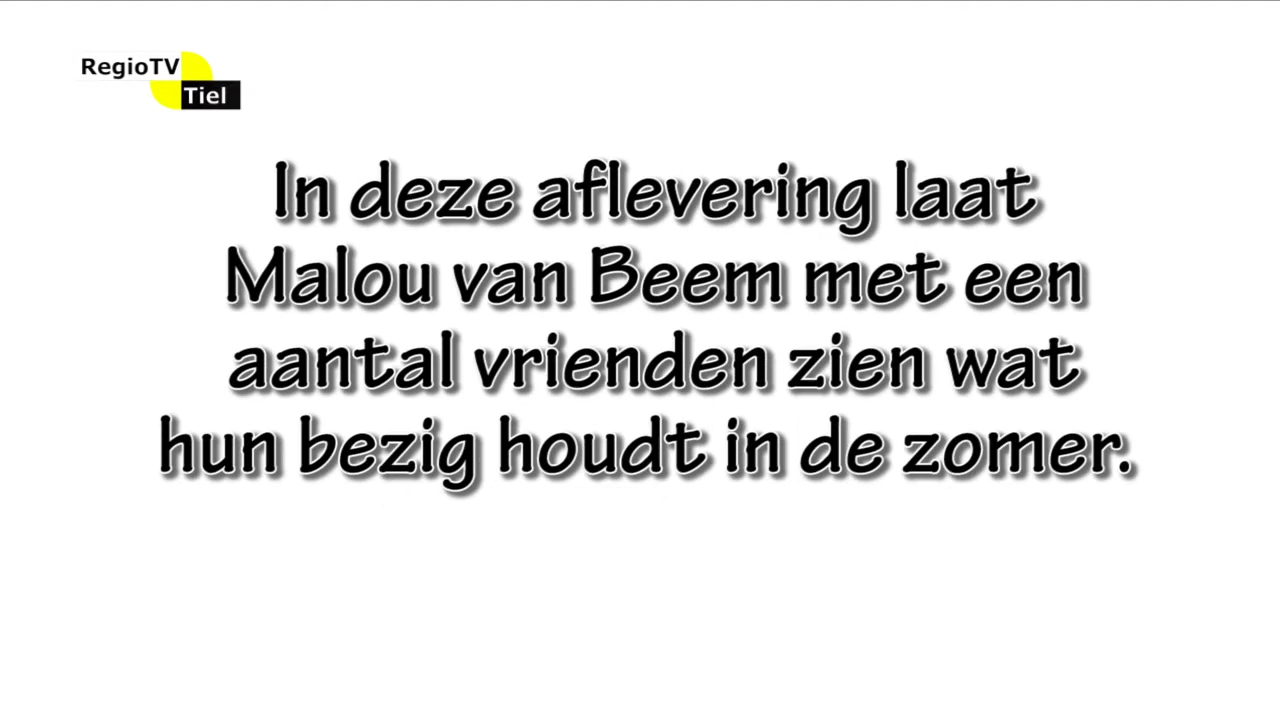 RegioTV
Tiel
In deze aflevering laat
Malou van Beem met een
aantal vrienden zien wat
hun bezig houdt in de zomer.